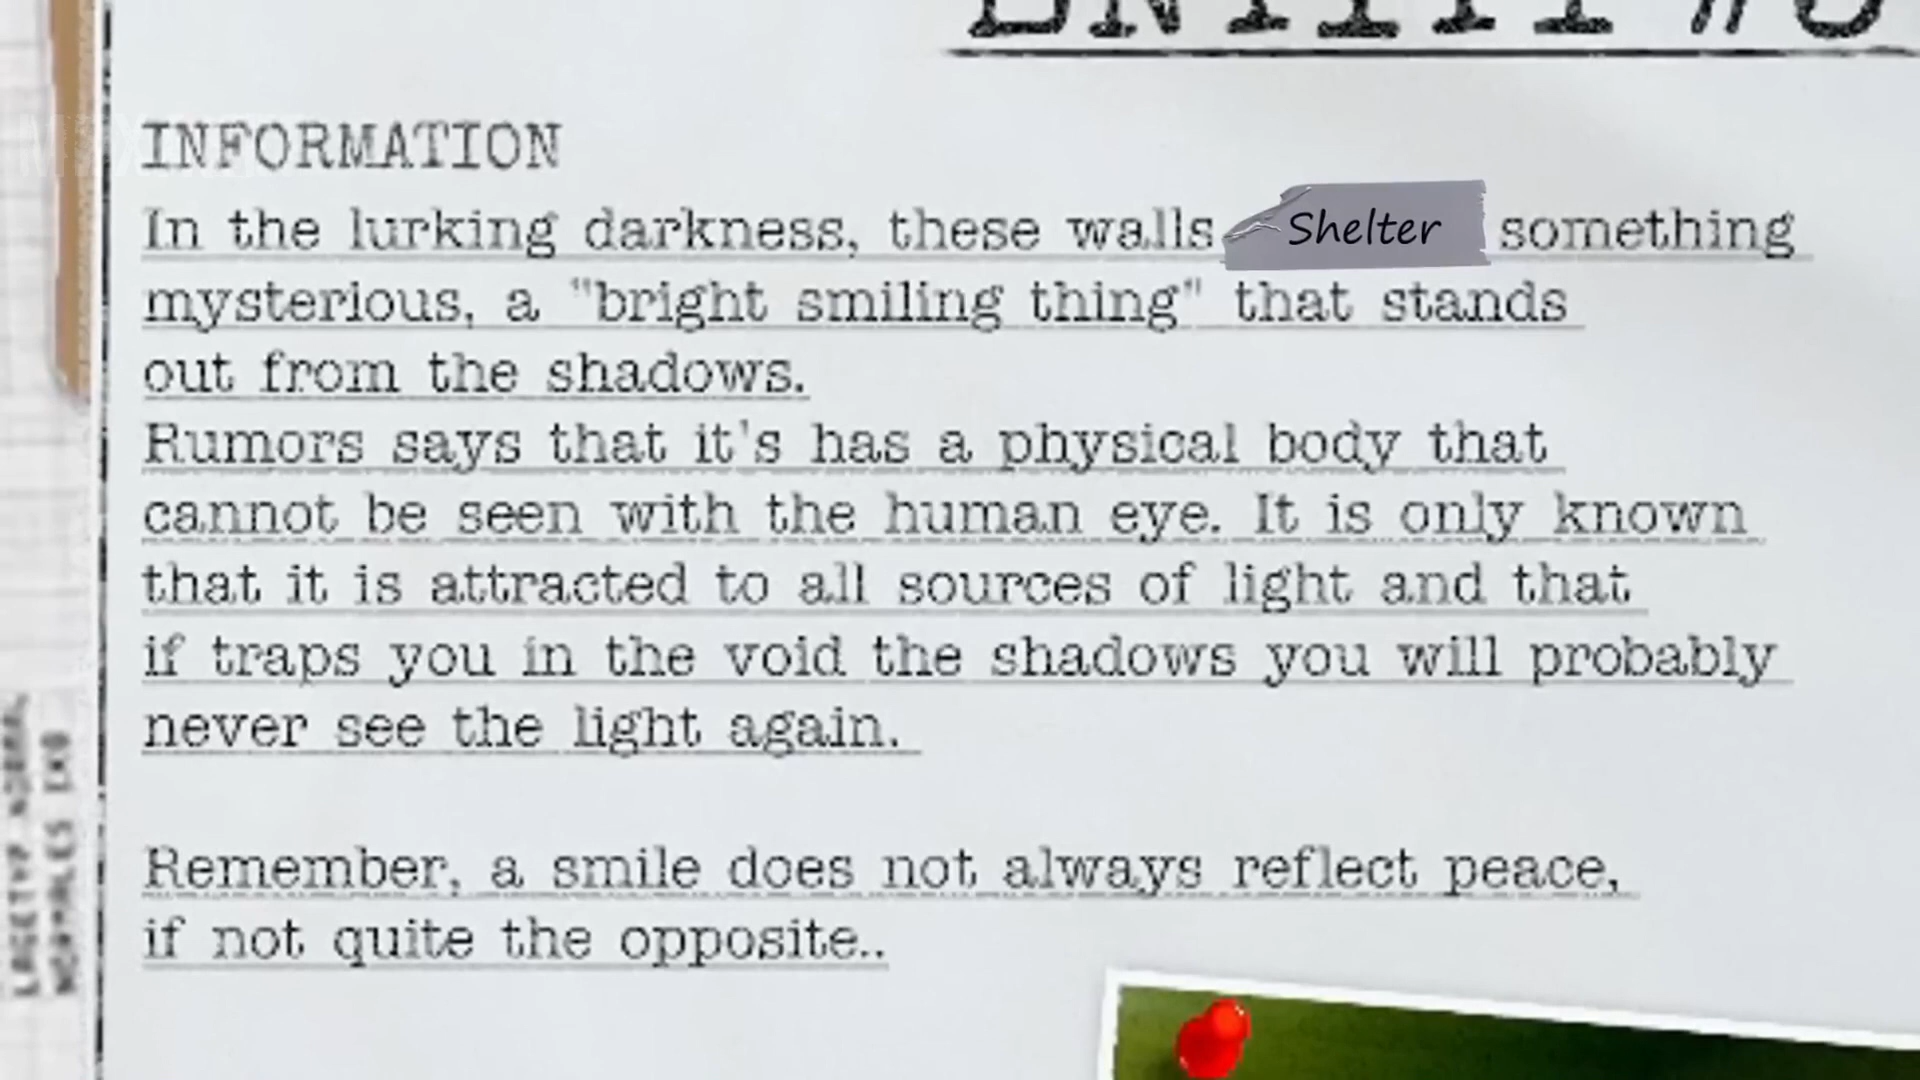 INFORMATION
In the lurking darkness, these walls Shelter something
mysterious, a "bright smiling thing" that stands
out from the shadows.
Rumors says that it's has a physical body that
cannot be seen with the human eye. It is only known
that it is attracted to all sources of light and that
if traps you in the void the shadows you will probably
never see the light again.
Remember, a smile does not always reflect peace,
if not quite the opposite..